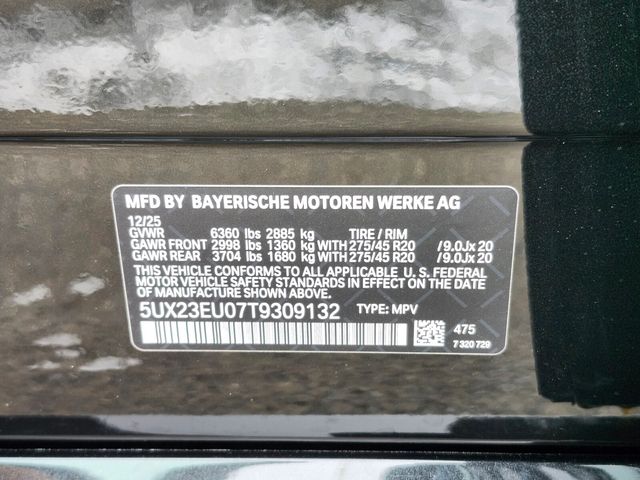 MFD BY BAYERISCHE MOTOREN WERKE AG
12/25
GVWR 6360 lbs 2885 kg TIRE / RIM
GAWR FRONT 2998 lbs 1360 kg WITH 275/45 R20 /9.0Jx 20
GAWR REAR 3704 lbs 1680 kg WITH 275/45 R20 /9.0Jx 20
THIS VEHICLE CONFORMS TO ALL APPLICABLE U. S. FEDERAL
MOTOR VEHICLE SAFETY STANDARDS IN EFFECT ON THE DATE
OF MANUFACTURE SHOWN ABOVE.
5UX23EU07T9309132 TYPE: MPV
475
7 320 729